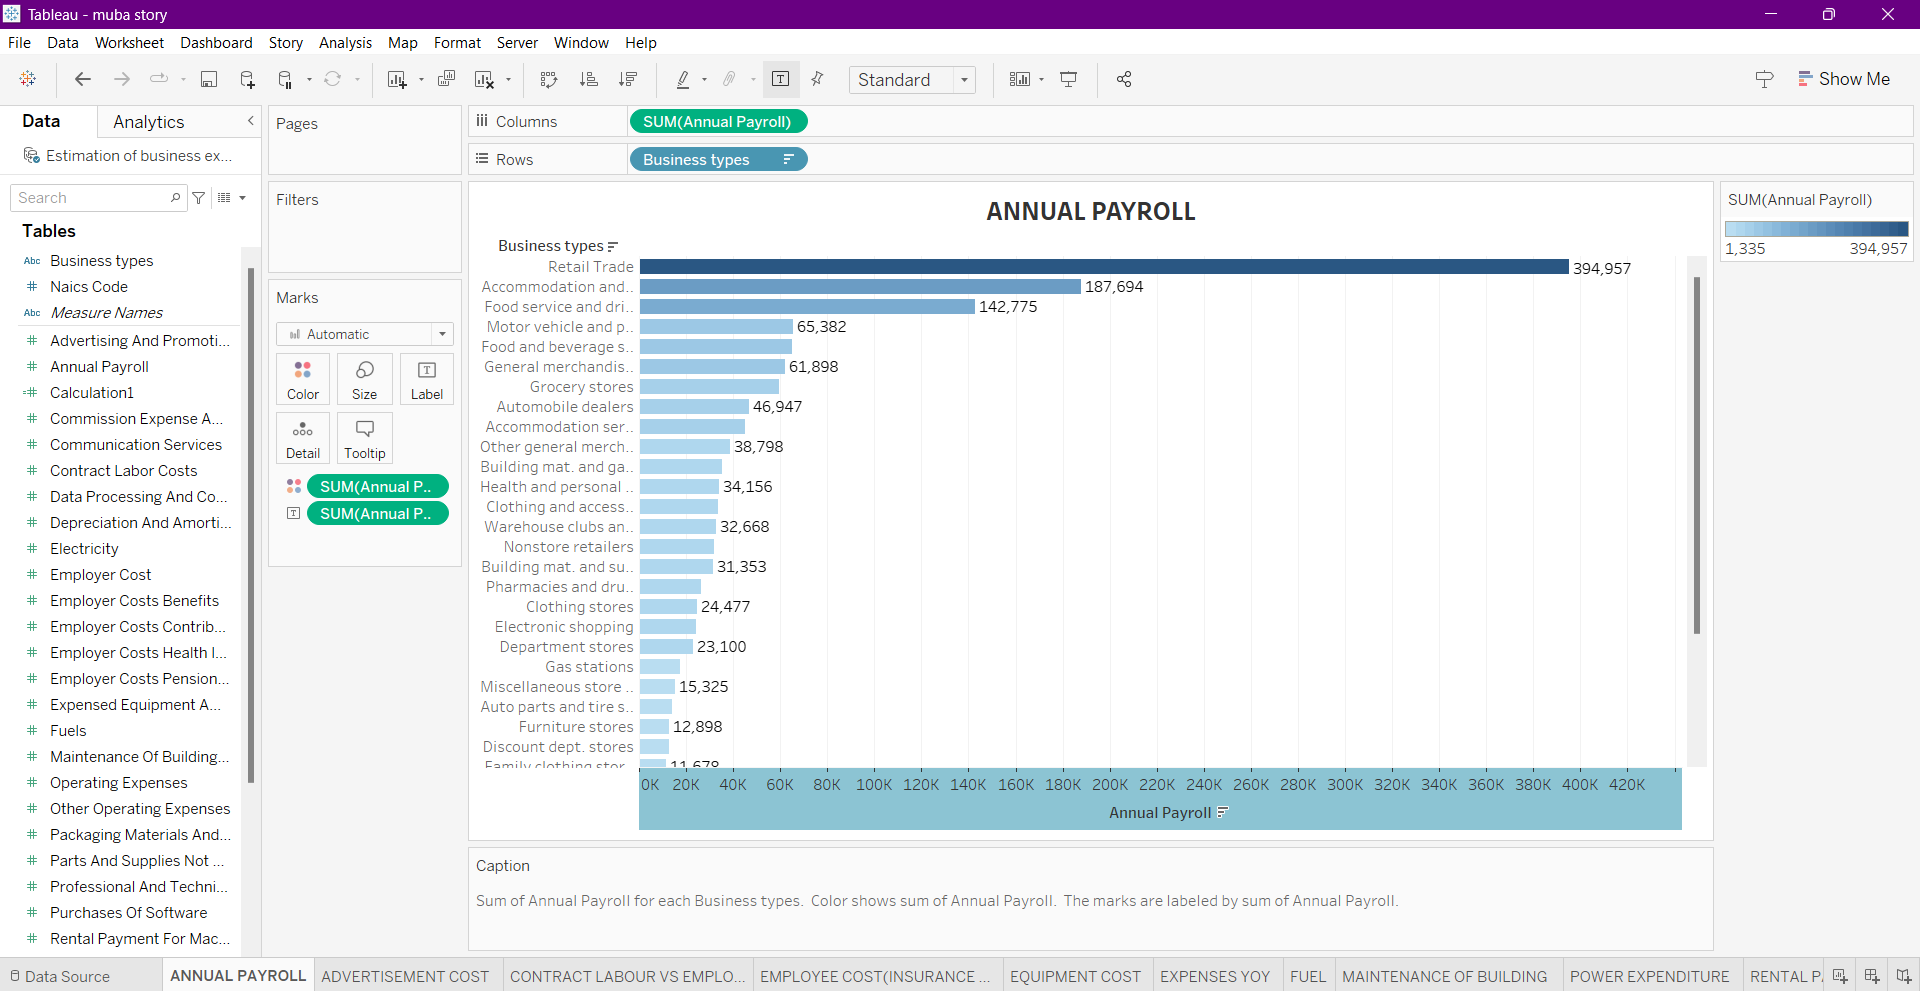 Tableau - muba story
File Data Worksheet Dashboard Story Analysis Map Format Server Window Help
Standard
Show Me
Data
Analytics
Estimation of business ex...
Search
Tables
Abc Business types
# Naics Code
Abc Measure Names
# Advertising And Promoti...
# Annual Payroll
=# Calculation1
# Commission Expense A...
# Communication Services
# Contract Labor Costs
# Data Processing And Co...
# Depreciation And Amorti...
# Electricity
# Employer Cost
# Employer Costs Benefits
# Employer Costs Contrib...
# Employer Costs Health I...
# Employer Costs Pension...
# Expensed Equipment A...
# Fuels
# Maintenance Of Building...
# Operating Expenses
# Other Operating Expenses
# Packaging Materials And...
# Parts And Supplies Not ...
# Professional And Techni...
# Purchases Of Software
# Rental Payment For Mac...
Pages
Filters
Marks
Automatic
Color Size Label
Detail Tooltip
SUM(Annual P..
T SUM(Annual P..
Columns SUM(Annual Payroll)
Rows Business types
ANNUAL PAYROLL
Business types
Retail Trade 394,957
Accommodation and.. 187,694
Food service and dri.. 142,775
Motor vehicle and p.. 65,382
Food and beverage s..
General merchandis.. 61,898
Grocery stores
Automobile dealers 46,947
Accommodation ser..
Other general merch.. 38,798
Building mat. and ga..
Health and personal .. 34,156
Clothing and access..
Warehouse clubs an.. 32,668
Nonstore retailers
Building mat. and su.. 31,353
Pharmacies and dru..
Clothing stores 24,477
Electronic shopping
Department stores 23,100
Gas stations
Miscellaneous store .. 15,325
Auto parts and tire s..
Furniture stores 12,898
Discount dept. stores
Family clothing stor.. 11,678
0K 20K 40K 60K 80K 100K 120K 140K 160K 180K 200K 220K 240K 260K 280K 300K 320K 340K 360K 380K 400K 420K
Annual Payroll
SUM(Annual Payroll)
1,335 394,957
Caption
Sum of Annual Payroll for each Business types. Color shows sum of Annual Payroll. The marks are labeled by sum of Annual Payroll.
Data Source ANNUAL PAYROLL ADVERTISEMENT COST CONTRACT LABOUR VS EMPLO... EMPLOYEE COST(INSURANCE ... EQUIPMENT COST EXPENSES YOY FUEL MAINTENANCE OF BUILDING POWER EXPENDITURE RENTAL PA